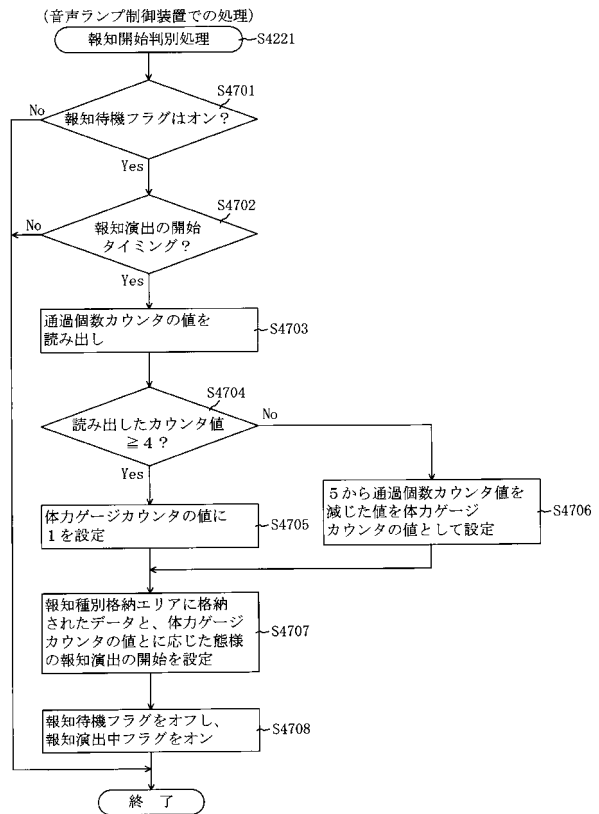 (音声ランプ制御装置での処理)
報知開始判別処理
S4221
S4701
No
報知待機フラグはオン？
Yes
S4702
No
報知演出の開始
タイミング？
Yes
通過個数カウンタの値を
読み出し
S4703
S4704
読み出したカウンタ値
≧４？
No
Yes
体力ゲージカウンタの値に
１を設定
S4705
５から通過個数カウンタ値を
減じた値を体力ゲージ
カウンタの値として設定
S4706
報知種別格納エリアに格納
されたデータと、体力ゲージ
カウンタの値とに応じた態様
の報知演出の開始を設定
S4707
報知待機フラグをオフし、
報知演出中フラグをオン
S4708
終 了